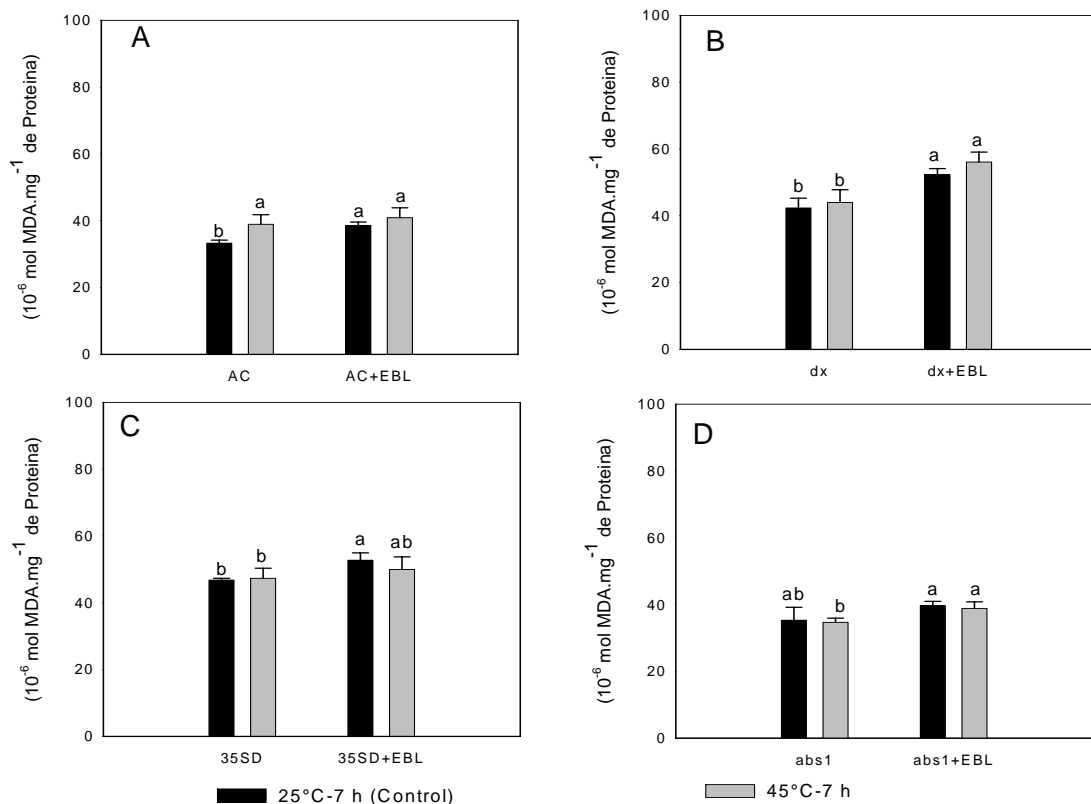 A
(10⁻⁶ mol MDA.mg⁻¹ de Proteina)
100
80
60
40
20
0
b
a
a
a
AC
AC+EBL
B
(10⁻⁶ mol MDA.mg⁻¹ de Proteina)
100
80
60
40
20
0
b
b
a
a
dx
dx+EBL
C
(10⁻⁶ mol MDA.mg⁻¹ de Proteina)
100
80
60
40
20
0
b
b
a
ab
35SD
35SD+EBL
D
(10⁻⁶ mol MDA.mg⁻¹ de Proteina)
100
80
60
40
20
0
ab
b
a
a
abs1
abs1+EBL
25°C-7 h (Control)
45°C-7 h